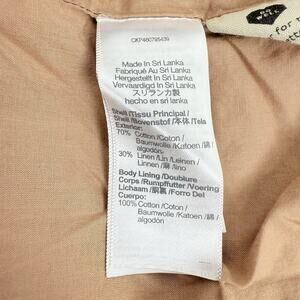 CKP460795439
Made In Sri Lanka
Fabriqué Au Sri Lanka
Hergestellt In Sri Lanka
Vervaardigd In Sri Lanka
スリランカ製
hecho en sri lanka
Shell /Tissu Principal /
Shell /Bovenstof /本体 /Tela
Exterior:
70% Cotton /Coton /
Baumwolle /Katoen / 綿 /
algodón
30% Linen /Lin /Leinen /
Linnen /麻 /lino
Body Lining /Doublure
Corps /Rumpffutter /Voering
Lichaam /胴裏 /Forro Del
Cuerpo:
100% Cotton /Coton /
Baumwolle /Katoen / 綿 /
algodón
for